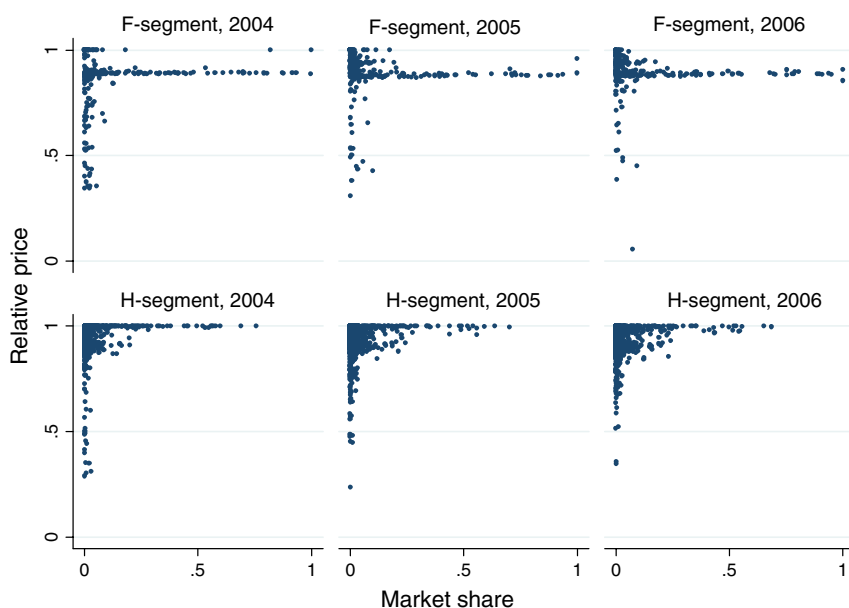 F-segment, 2004
F-segment, 2005
F-segment, 2006
1
.5
0
H-segment, 2004
H-segment, 2005
H-segment, 2006
1
.5
0
0 .5 1
0 .5 1
0 .5 1
Relative price
Market share